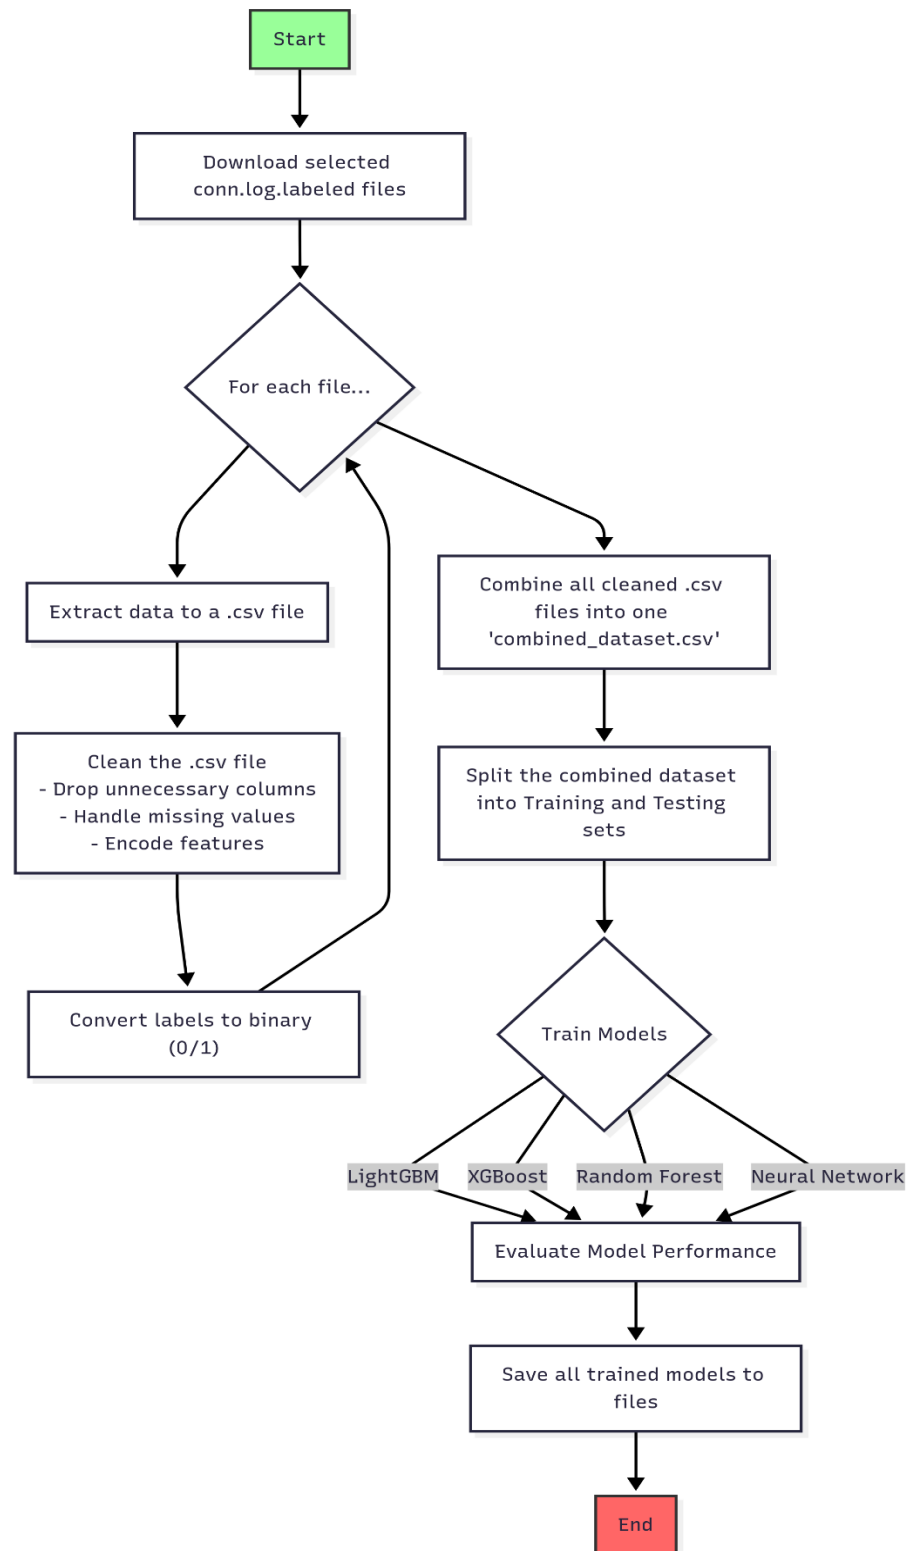 Start
Download selected
conn.log.labeled files
For each file...
Extract data to a .csv file
Clean the .csv file
- Drop unnecessary columns
- Handle missing values
- Encode features
Convert labels to binary
(0/1)
Combine all cleaned .csv
files into one
'combined_dataset.csv'
Split the combined dataset
into Training and Testing
sets
Train Models
LightGBM
XGBoost
Random Forest
Neural Network
Evaluate Model Performance
Save all trained models to
files
End